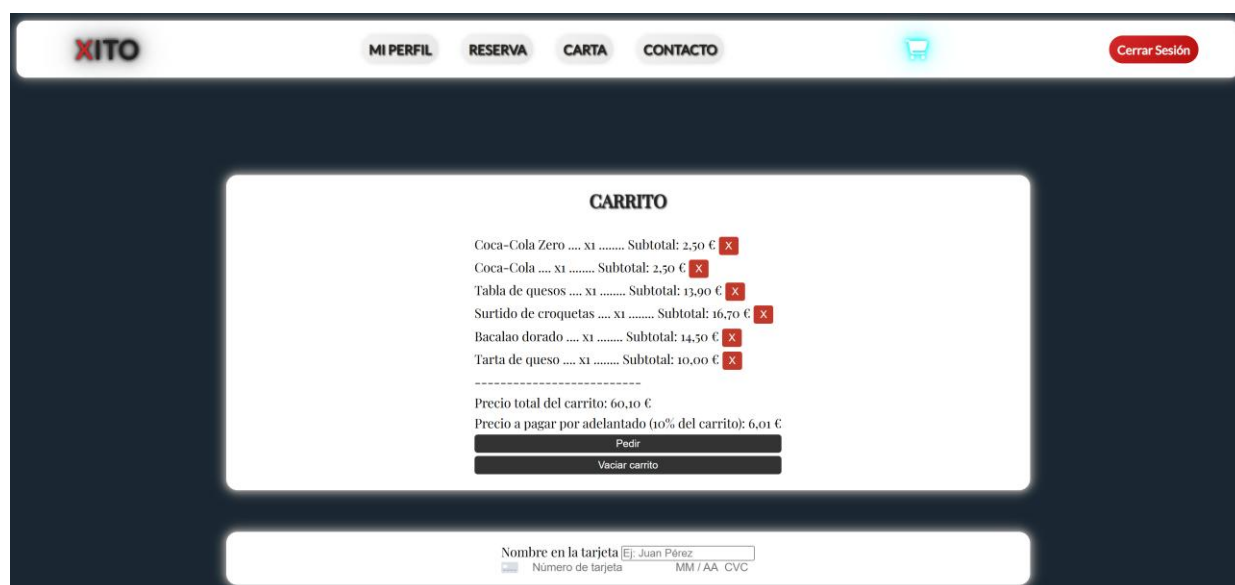 XITO MI PERFIL RESERVA CARTA CONTACTO Cerrar Sesión
CARRITO
Coca-Cola Zero .... x1 ........ Subtotal: 2,50 € X
Coca-Cola .... x1 ........ Subtotal: 2,50 € X
Tabla de quesos .... x1 ........ Subtotal: 13,90 € X
Surtido de croquetas .... x1 ........ Subtotal: 16,70 € X
Bacalao dorado .... x1 ........ Subtotal: 14,50 € X
Tarta de queso .... x1 ........ Subtotal: 10,00 € X
--------------------------
Precio total del carrito: 60,10 €
Precio a pagar por adelantado (10% del carrito): 6,01 €
Pedir
Vaciar carrito
Nombre en la tarjeta Ej: Juan Pérez
Número de tarjeta MM / AA CVC